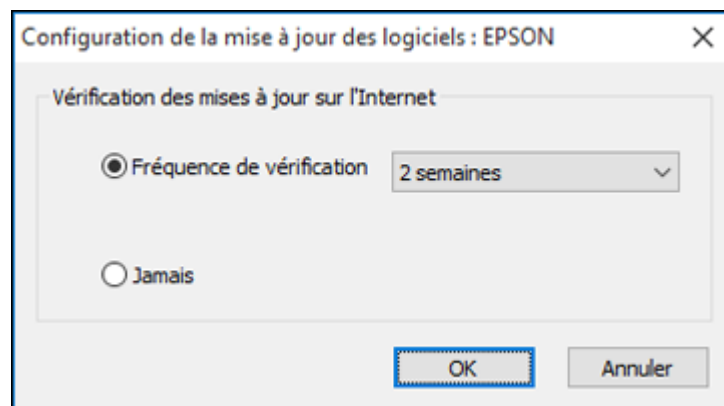 Configuration de la mise à jour des logiciels : EPSON
Vérification des mises à jour sur l'Internet
Fréquence de vérification 2 semaines
Jamais
OK Annuler